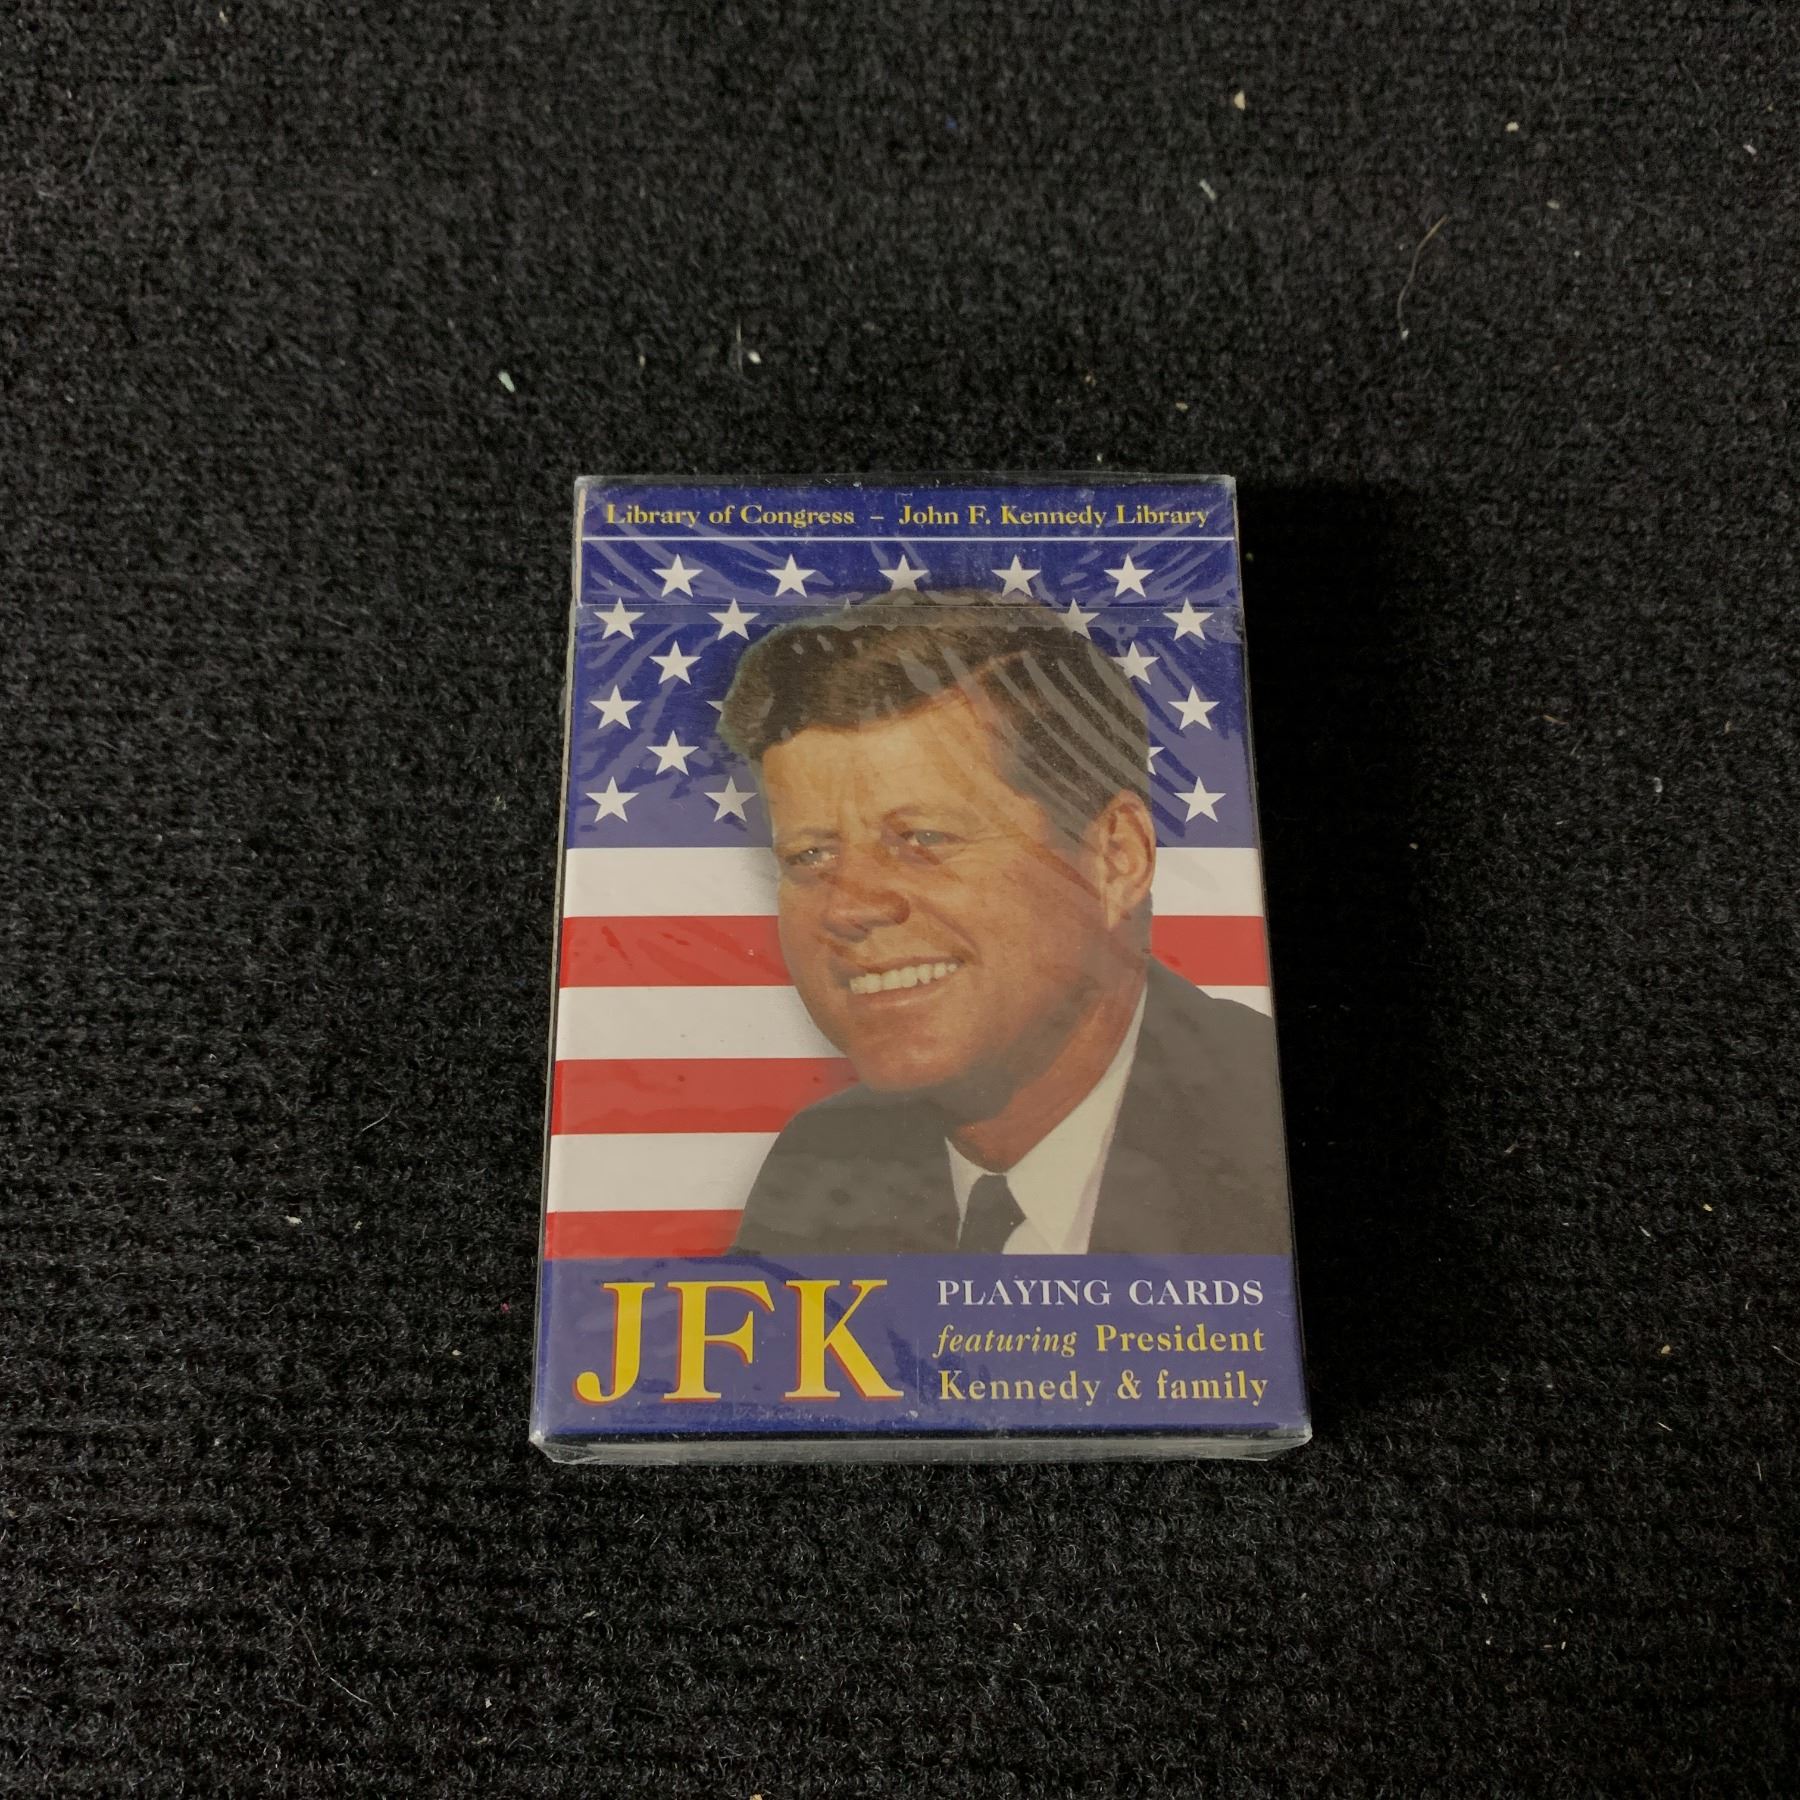 Library of Congress – John F. Kennedy Library
JFK
PLAYING CARDS
featuring President
Kennedy & family